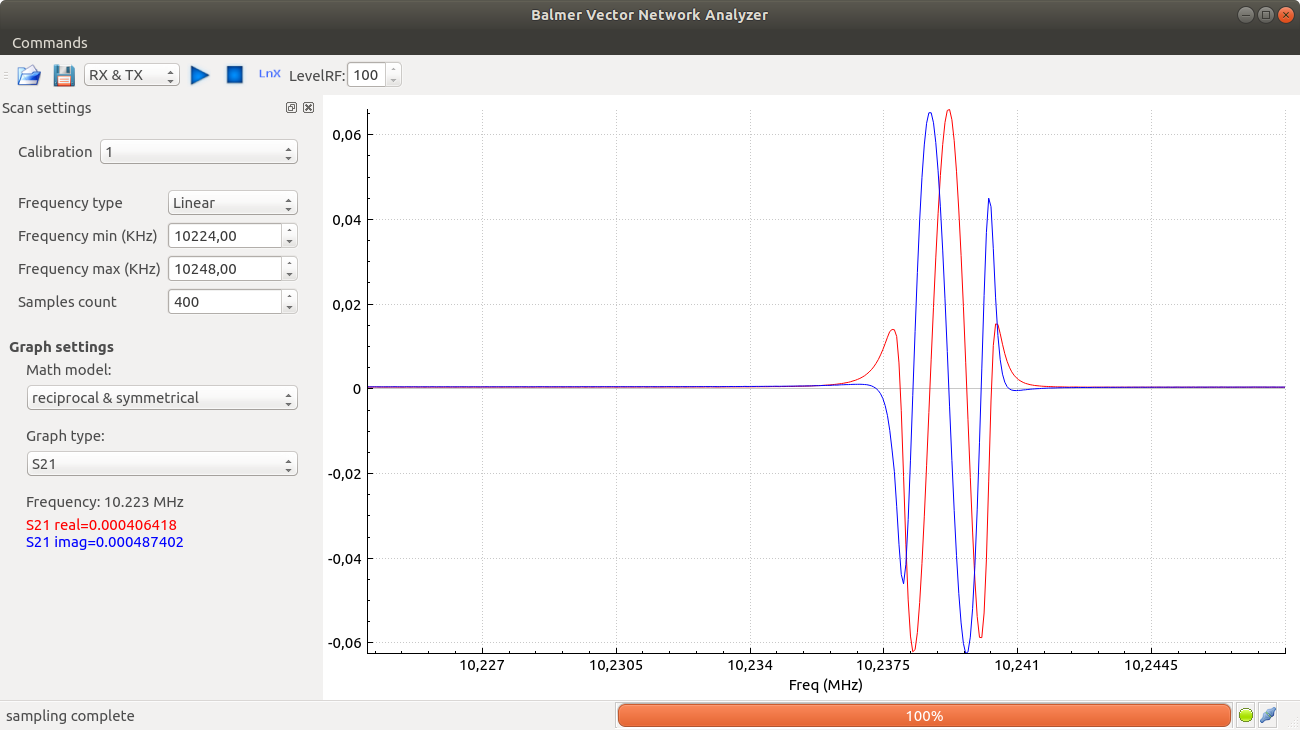 Balmer Vector Network Analyzer
Commands
RX & TX LnX LevelRF: 100
Scan settings
Calibration 1
Frequency type Linear
Frequency min (KHz) 10224,00
Frequency max (KHz) 10248,00
Samples count 400
Graph settings
Math model:
reciprocal & symmetrical
Graph type:
S21
Frequency: 10.223 MHz
S21 real=0.000406418
S21 imag=0.000487402
0,06
0,04
0,02
0
-0,02
-0,04
-0,06
10,227 10,2305 10,234 10,2375 10,241 10,2445
Freq (MHz)
sampling complete 100%